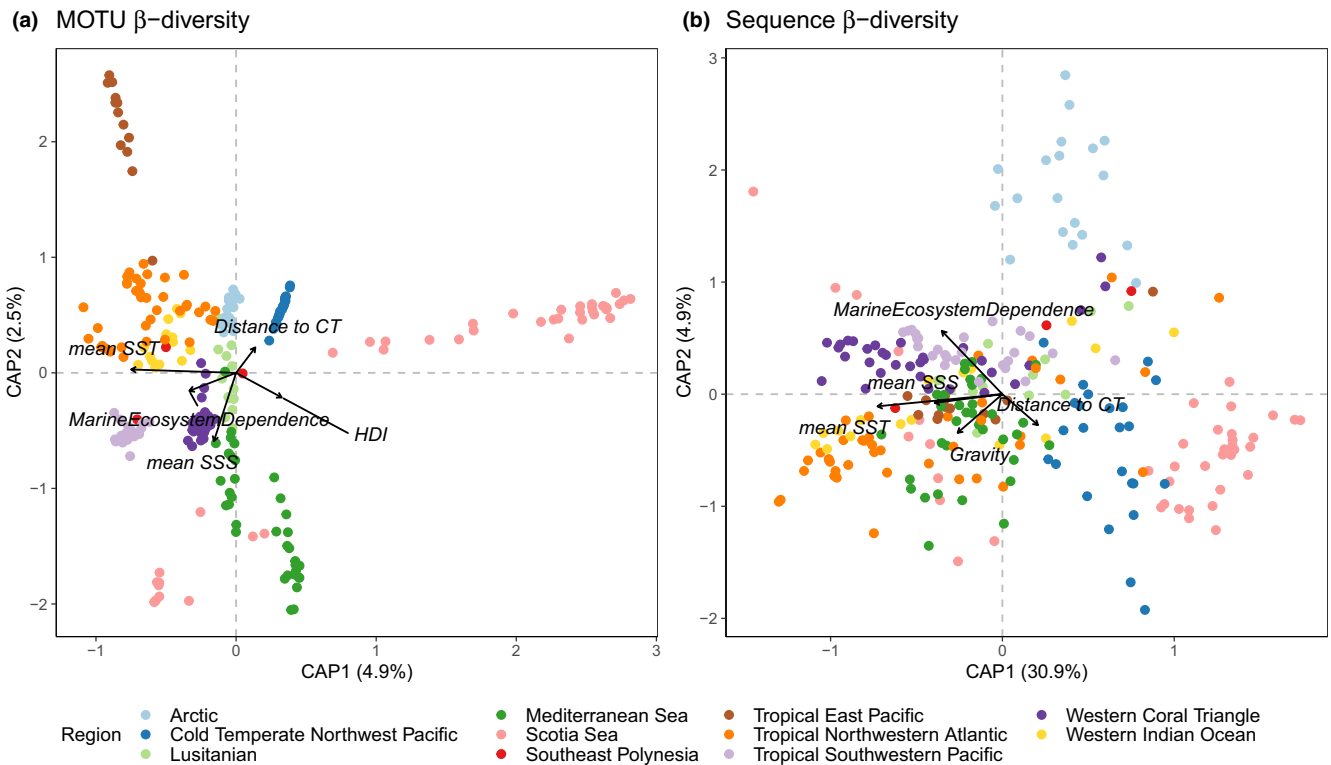 (a) MOTU β−diversity
CAP2 (2.5%)
2
1
0
−1
−2
Distance to CT
mean SST
MarineEcosystemDependence
HDI
mean SSS
−1
0
1
2
3
CAP1 (4.9%)
(b) Sequence β−diversity
CAP2 (4.9%)
3
2
1
0
−1
−2
MarineEcosystemDependence
mean SSS
Distance to CT
mean SST
Gravity
−1
0
1
CAP1 (30.9%)
Region
Arctic
Cold Temperate Northwest Pacific
Lusitanian
Mediterranean Sea
Scotia Sea
Southeast Polynesia
Tropical East Pacific
Tropical Northwestern Atlantic
Tropical Southwestern Pacific
Western Coral Triangle
Western Indian Ocean